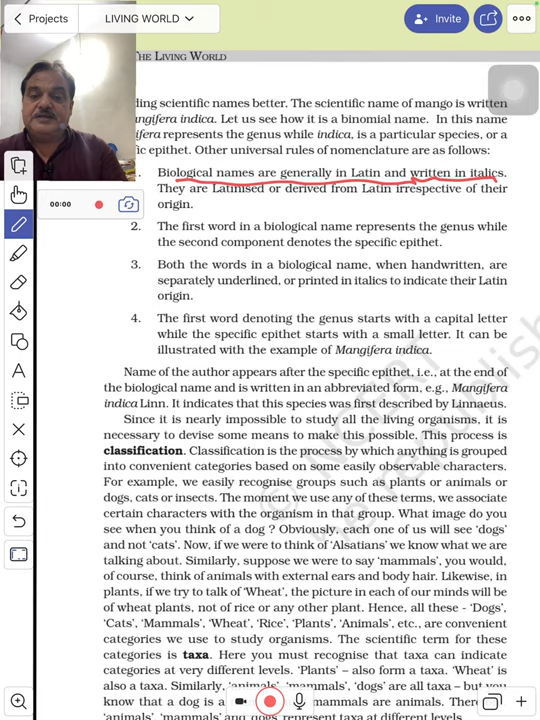 Projects
LIVING WORLD
Invite
THE LIVING WORLD
ding scientific names better. The scientific name of mango is written
ngifera indica. Let us see how it is a binomial name. In this name
ifera represents the genus while indica, is a particular species, or a
ic epithet. Other universal rules of nomenclature are as follows:
Biological names are generally in Latin and written in italics.
They are Latinised or derived from Latin irrespective of their
origin.
00:00
2. The first word in a biological name represents the genus while
the second component denotes the specific epithet.
3. Both the words in a biological name, when handwritten, are
separately underlined, or printed in italics to indicate their Latin
origin.
4. The first word denoting the genus starts with a capital letter
while the specific epithet starts with a small letter. It can be
illustrated with the example of Mangifera indica.
Name of the author appears after the specific epithet, i.e., at the end of
the biological name and is written in an abbreviated form, e.g., Mangifera
indica Linn. It indicates that this species was first described by Linnaeus.
Since it is nearly impossible to study all the living organisms, it is
necessary to devise some means to make this possible. This process is
classification. Classification is the process by which anything is grouped
into convenient categories based on some easily observable characters.
For example, we easily recognise groups such as plants or animals or
dogs, cats or insects. The moment we use any of these terms, we associate
certain characters with the organism in that group. What image do you
see when you think of a dog ? Obviously, each one of us will see ‘dogs’
and not ‘cats’. Now, if we were to think of ‘Alsatians’ we know what we are
talking about. Similarly, suppose we were to say ‘mammals’, you would,
of course, think of animals with external ears and body hair. Likewise, in
plants, if we try to talk of ‘Wheat’, the picture in each of our minds will be
of wheat plants, not of rice or any other plant. Hence, all these - ‘Dogs’,
‘Cats’, ‘Mammals’, ‘Wheat’, ‘Rice’, ‘Plants’, ‘Animals’, etc., are convenient
categories we use to study organisms. The scientific term for these
categories is taxa. Here you must recognise that taxa can indicate
categories at very different levels. ‘Plants’ – also form a taxa. ‘Wheat’ is
also a taxa. Similarly, ‘animals’, ‘mammals’, ‘dogs’ are all taxa – but you
know that a dog is a mammals are animals. There
‘animals’, ‘mammals’ and ‘dogs’ represent taxa at different levels.
© NCERT
be republish